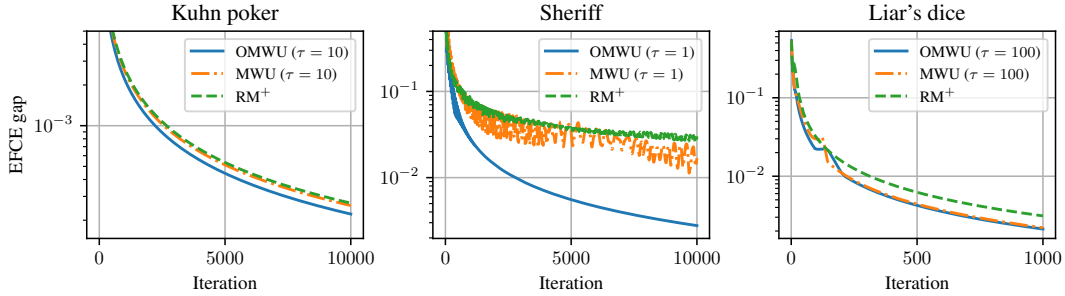 Kuhn poker
OMWU (τ = 10)
MWU (τ = 10)
RM⁺
10⁻³
EFCE gap
0
5000
10000
Iteration
Sheriff
OMWU (τ = 1)
MWU (τ = 1)
RM⁺
10⁻¹
10⁻²
0
5000
10000
Iteration
Liar's dice
OMWU (τ = 100)
MWU (τ = 100)
RM⁺
10⁻¹
10⁻²
0
500
1000
Iteration